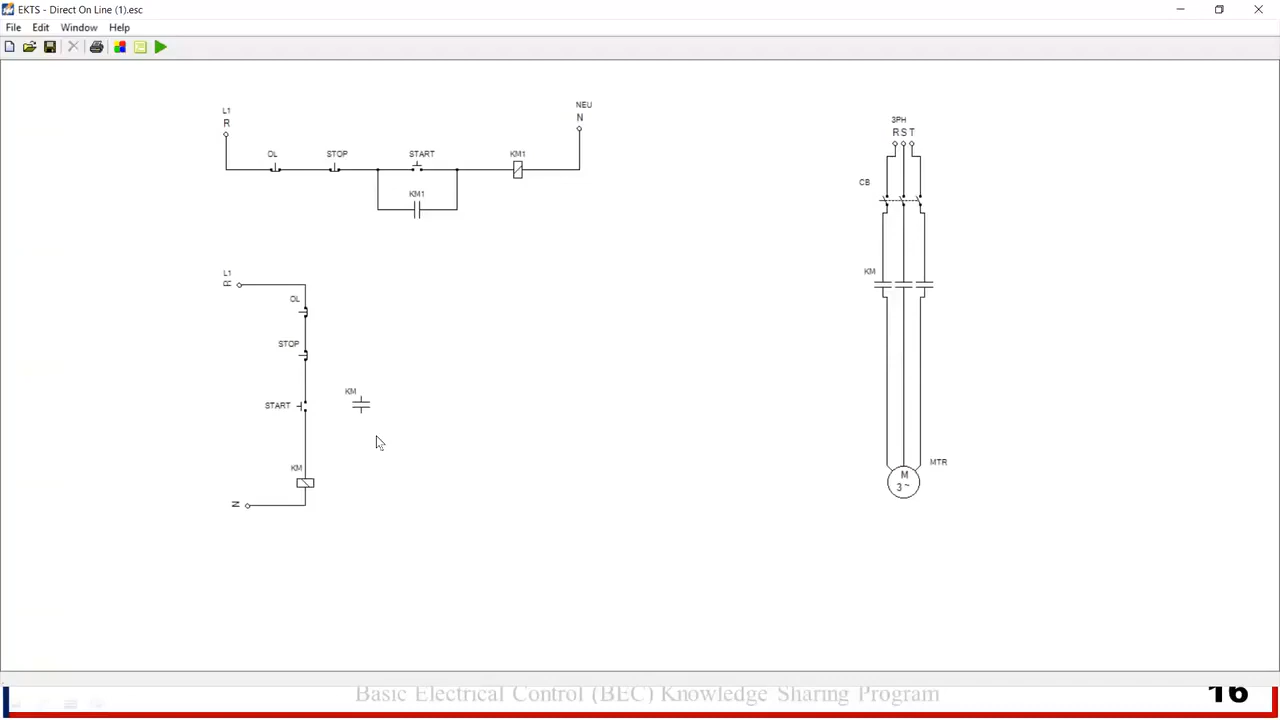 EKTS - Direct On Line (1).esc
File Edit Window Help
L1
R
NEU
N
OL STOP START KM1
KM1
3PH
R S T
CB
KM
L1
R
OL
STOP
KM
START
KM
N
MTR
M
3 ~
Basic Electrical Control (BEC) Knowledge Sharing Program
16